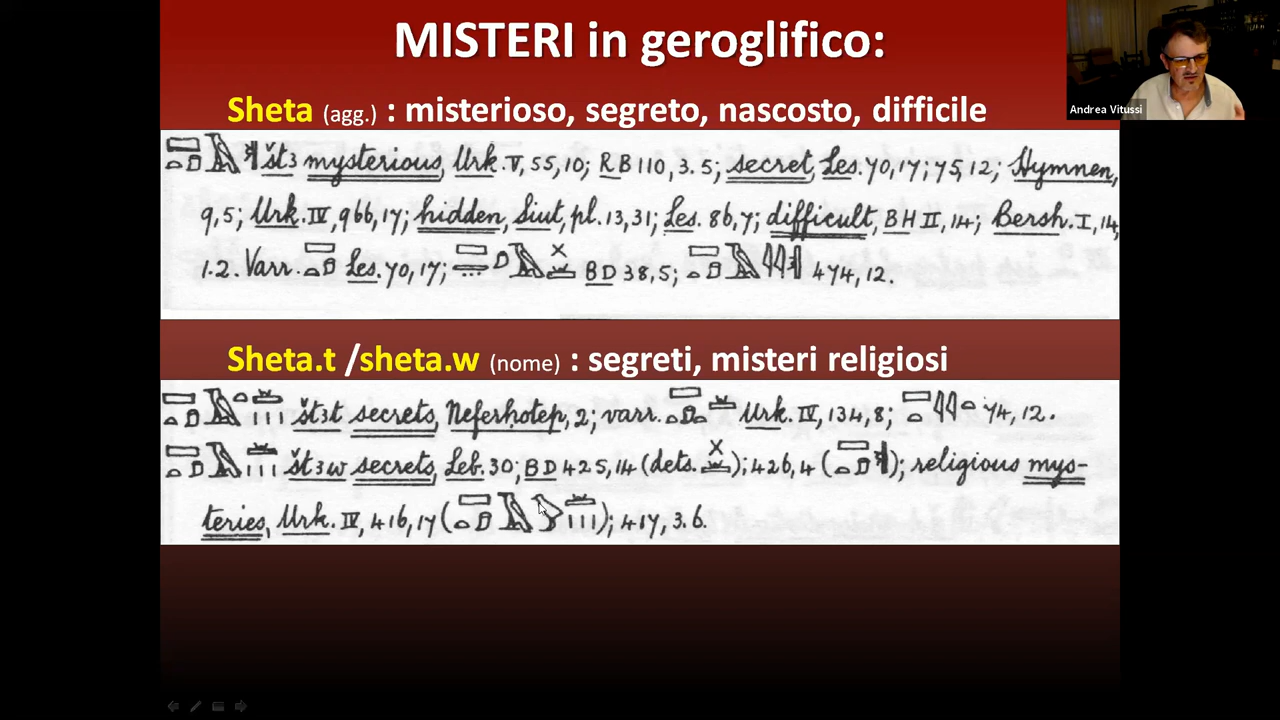 MISTERI in geroglifico:
Andrea Vitussi
Sheta (agg.) : misterioso, segreto, nascosto, difficile
št3 mysterious, Urk. V, 55, 10; RB 110, 3. 5; secret, Les. 70, 17; 75, 12; Hymnen,
9, 5; Urk. IV, 966, 17; hidden, Siut, pl. 13, 31; Les. 86, 7; difficult, BH II, 14; Bersh. I, 14,
1. 2. Varr. Les. 70, 17; BD 38, 5; 474, 12.
Sheta.t /sheta.w (nome) : segreti, misteri religiosi
št3t secrets, Neferhotep, 2; varr. Urk. IV, 134, 8; 74, 12.
št3w secrets, Leb. 30; BD 425, 14 (dets. ); 426, 4 ( ); religious mys-
teries, Urk. IV, 416, 17 ( ); 417, 3. 6.